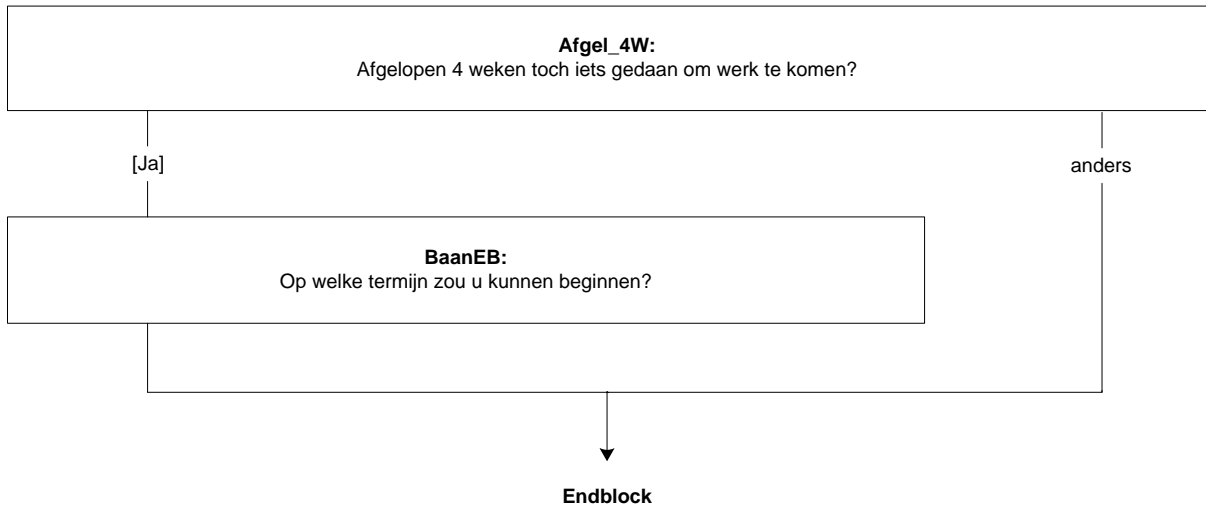 Afgel_4W:
Afgelopen 4 weken toch iets gedaan om werk te komen?
[Ja]
anders
BaanEB:
Op welke termijn zou u kunnen beginnen?
Endblock